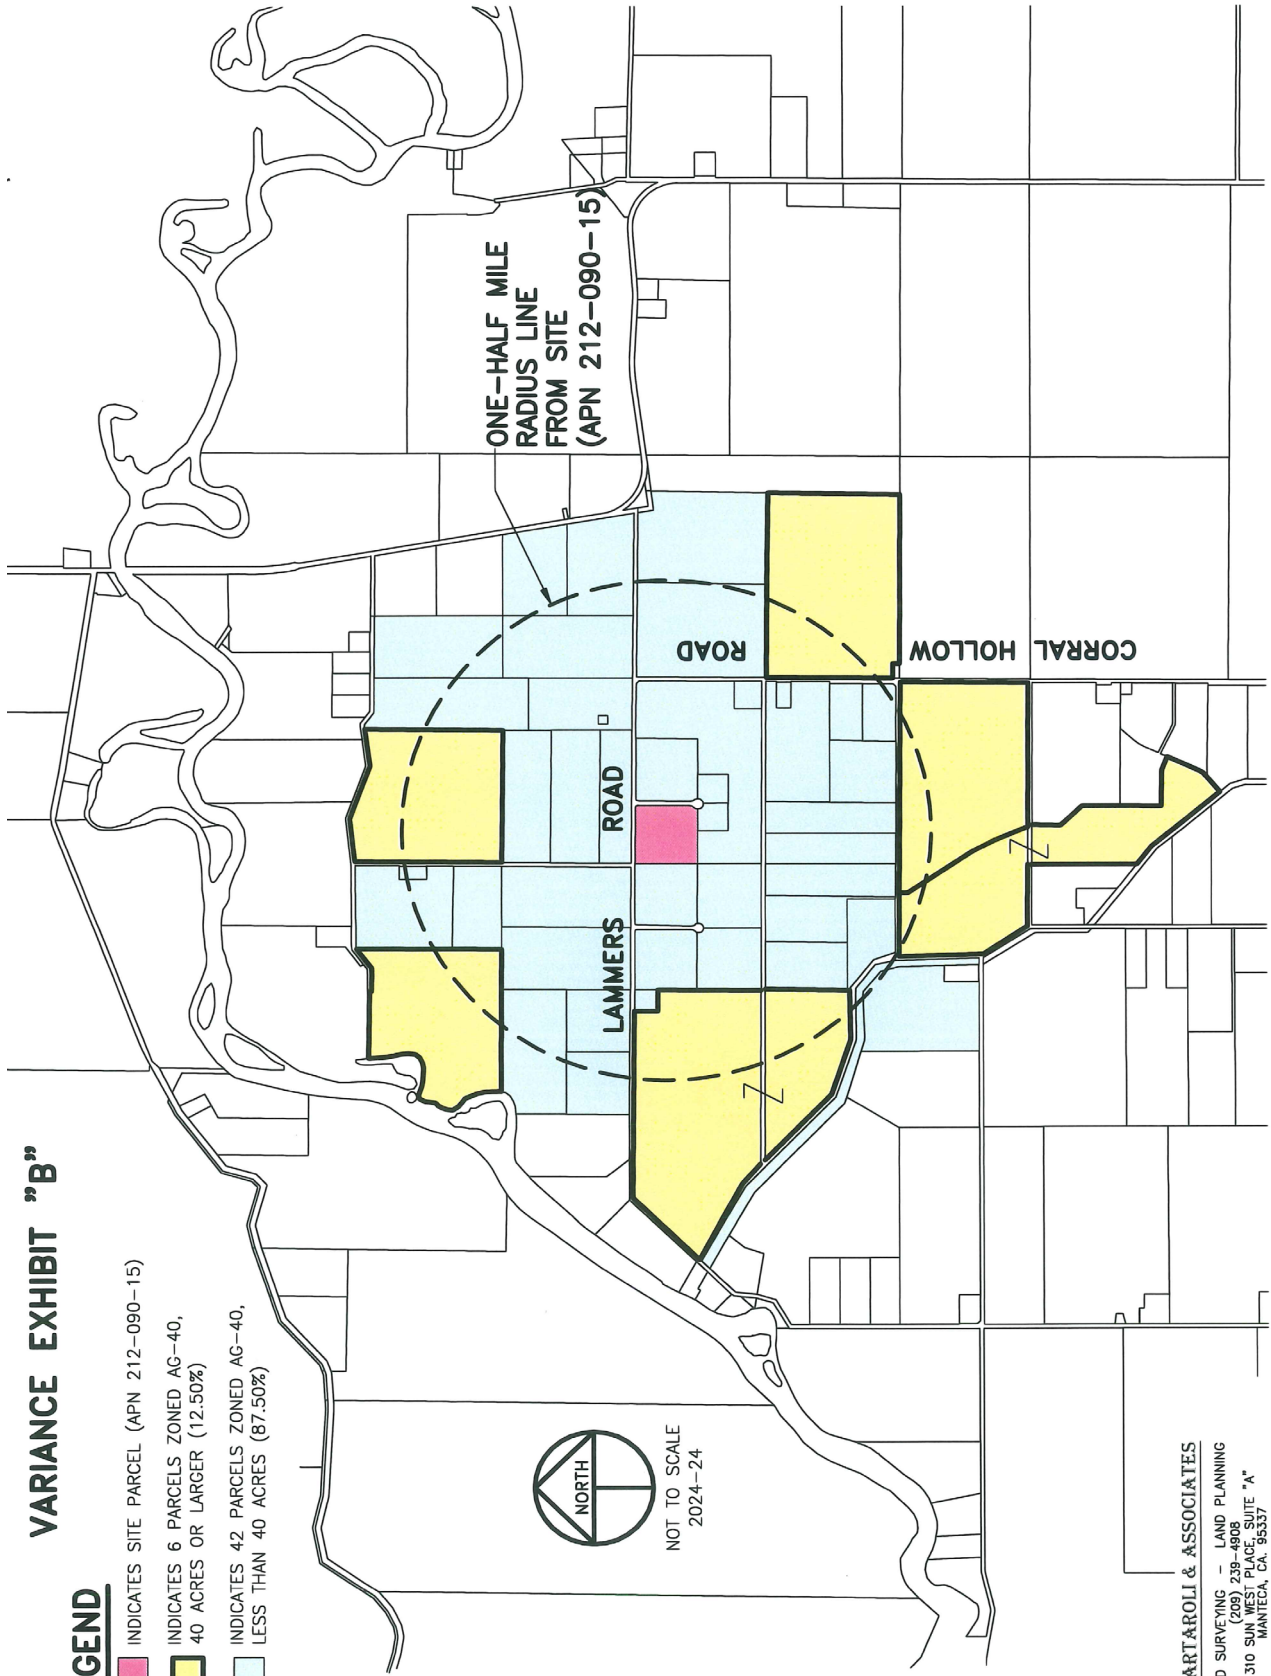 VARIANCE EXHIBIT "B"
GEND
INDICATES SITE PARCEL (APN 212-090-15)
INDICATES 6 PARCELS ZONED AG-40,
40 ACRES OR LARGER (12.50%)
INDICATES 42 PARCELS ZONED AG-40,
LESS THAN 40 ACRES (87.50%)
ONE-HALF MILE
RADIUS LINE
FROM SITE
(APN 212-090-15)
LAMMERS ROAD
CORRAL HOLLOW ROAD
NORTH
NOT TO SCALE
2024-24
ARTAROLI & ASSOCIATES
D SURVEYING - LAND PLANNING
(209) 239-4908
310 SUN WEST PLACE, SUITE "A"
MANTECA, CA. 95337